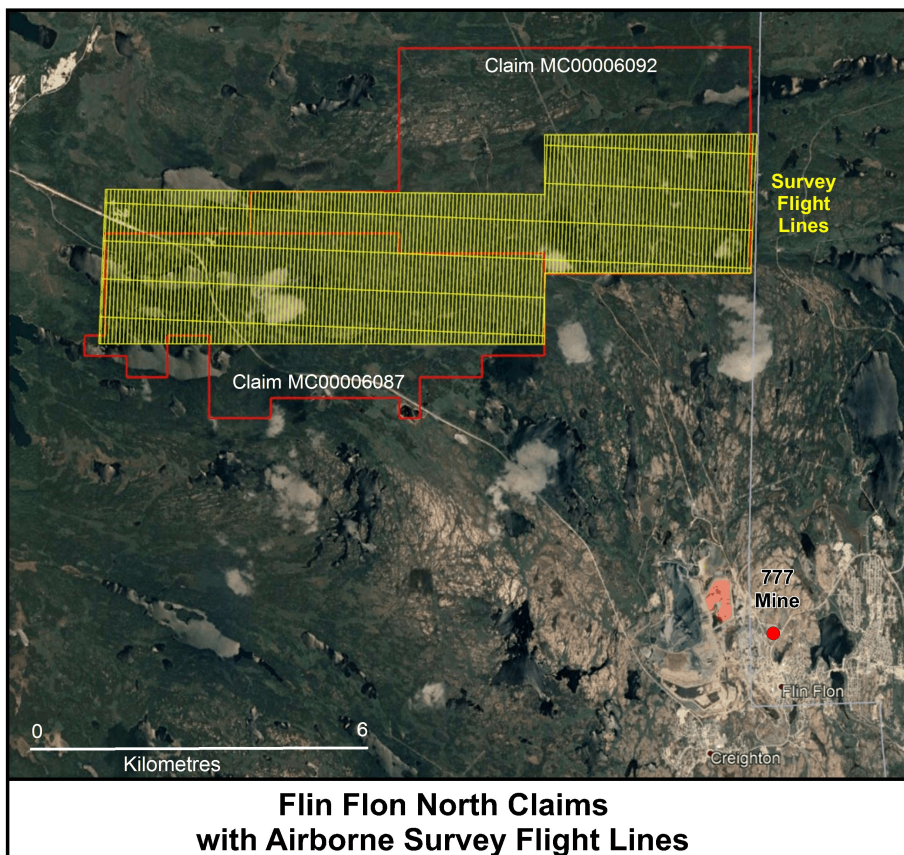 Claim MC00006092
Survey
Flight
Lines
Claim MC00006087
777
Mine
Flin Flon
0 6
Kilometres
Creighton
Flin Flon North Claims
with Airborne Survey Flight Lines